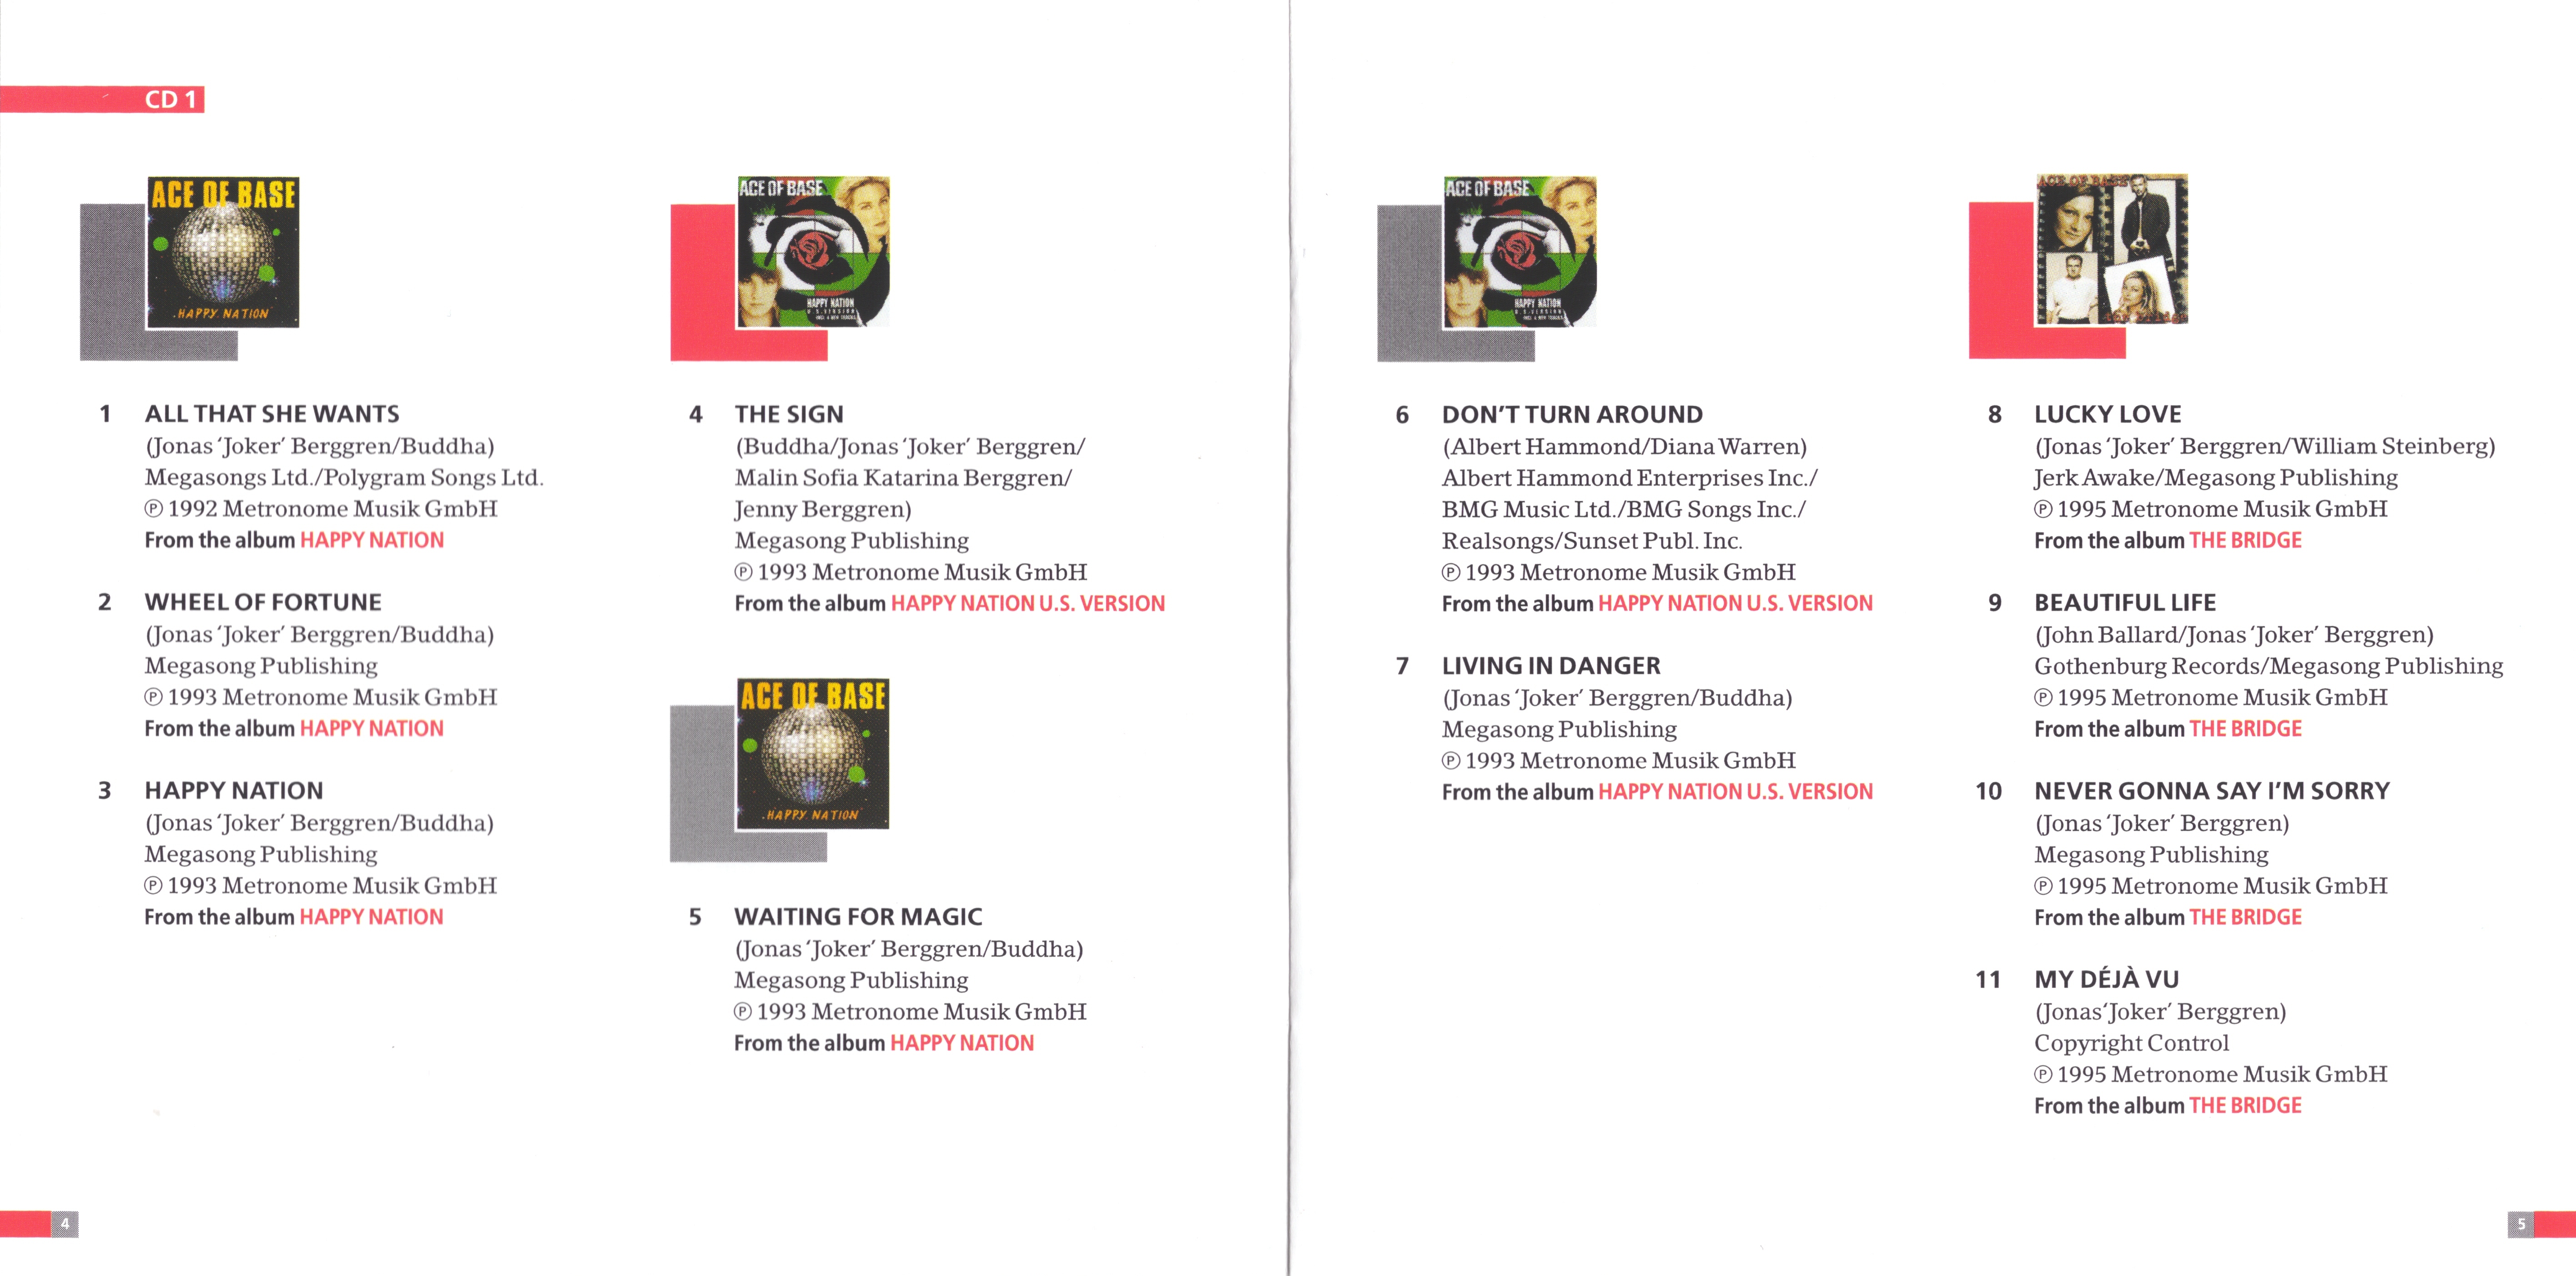 CD 1
ACE OF BASE
HAPPY NATION
1 ALL THAT SHE WANTS
(Jonas ‘Joker’ Berggren/Buddha)
Megasongs Ltd./Polygram Songs Ltd.
℗ 1992 Metronome Musik GmbH
From the album HAPPY NATION
2 WHEEL OF FORTUNE
(Jonas ‘Joker’ Berggren/Buddha)
Megasong Publishing
℗ 1993 Metronome Musik GmbH
From the album HAPPY NATION
3 HAPPY NATION
(Jonas ‘Joker’ Berggren/Buddha)
Megasong Publishing
℗ 1993 Metronome Musik GmbH
From the album HAPPY NATION
ACE OF BASE
HAPPY NATION
U.S. VERSION
INCL 4 NEW TRACKS
4 THE SIGN
(Buddha/Jonas ‘Joker’ Berggren/
Malin Sofia Katarina Berggren/
Jenny Berggren)
Megasong Publishing
℗ 1993 Metronome Musik GmbH
From the album HAPPY NATION U.S. VERSION
ACE OF BASE
HAPPY NATION
5 WAITING FOR MAGIC
(Jonas ‘Joker’ Berggren/Buddha)
Megasong Publishing
℗ 1993 Metronome Musik GmbH
From the album HAPPY NATION
4
ACE OF BASE
HAPPY NATION
U.S. VERSION
INCL 4 NEW TRACKS
6 DON’T TURN AROUND
(Albert Hammond/Diana Warren)
Albert Hammond Enterprises Inc./
BMG Music Ltd./BMG Songs Inc./
Realsongs/Sunset Publ. Inc.
℗ 1993 Metronome Musik GmbH
From the album HAPPY NATION U.S. VERSION
7 LIVING IN DANGER
(Jonas ‘Joker’ Berggren/Buddha)
Megasong Publishing
℗ 1993 Metronome Musik GmbH
From the album HAPPY NATION U.S. VERSION
ACE OF BASE
8 LUCKY LOVE
(Jonas ‘Joker’ Berggren/William Steinberg)
Jerk Awake/Megasong Publishing
℗ 1995 Metronome Musik GmbH
From the album THE BRIDGE
9 BEAUTIFUL LIFE
(John Ballard/Jonas ‘Joker’ Berggren)
Gothenburg Records/Megasong Publishing
℗ 1995 Metronome Musik GmbH
From the album THE BRIDGE
10 NEVER GONNA SAY I’M SORRY
(Jonas ‘Joker’ Berggren)
Megasong Publishing
℗ 1995 Metronome Musik GmbH
From the album THE BRIDGE
11 MY DÉJÀ VU
(Jonas‘Joker’ Berggren)
Copyright Control
℗ 1995 Metronome Musik GmbH
From the album THE BRIDGE
5